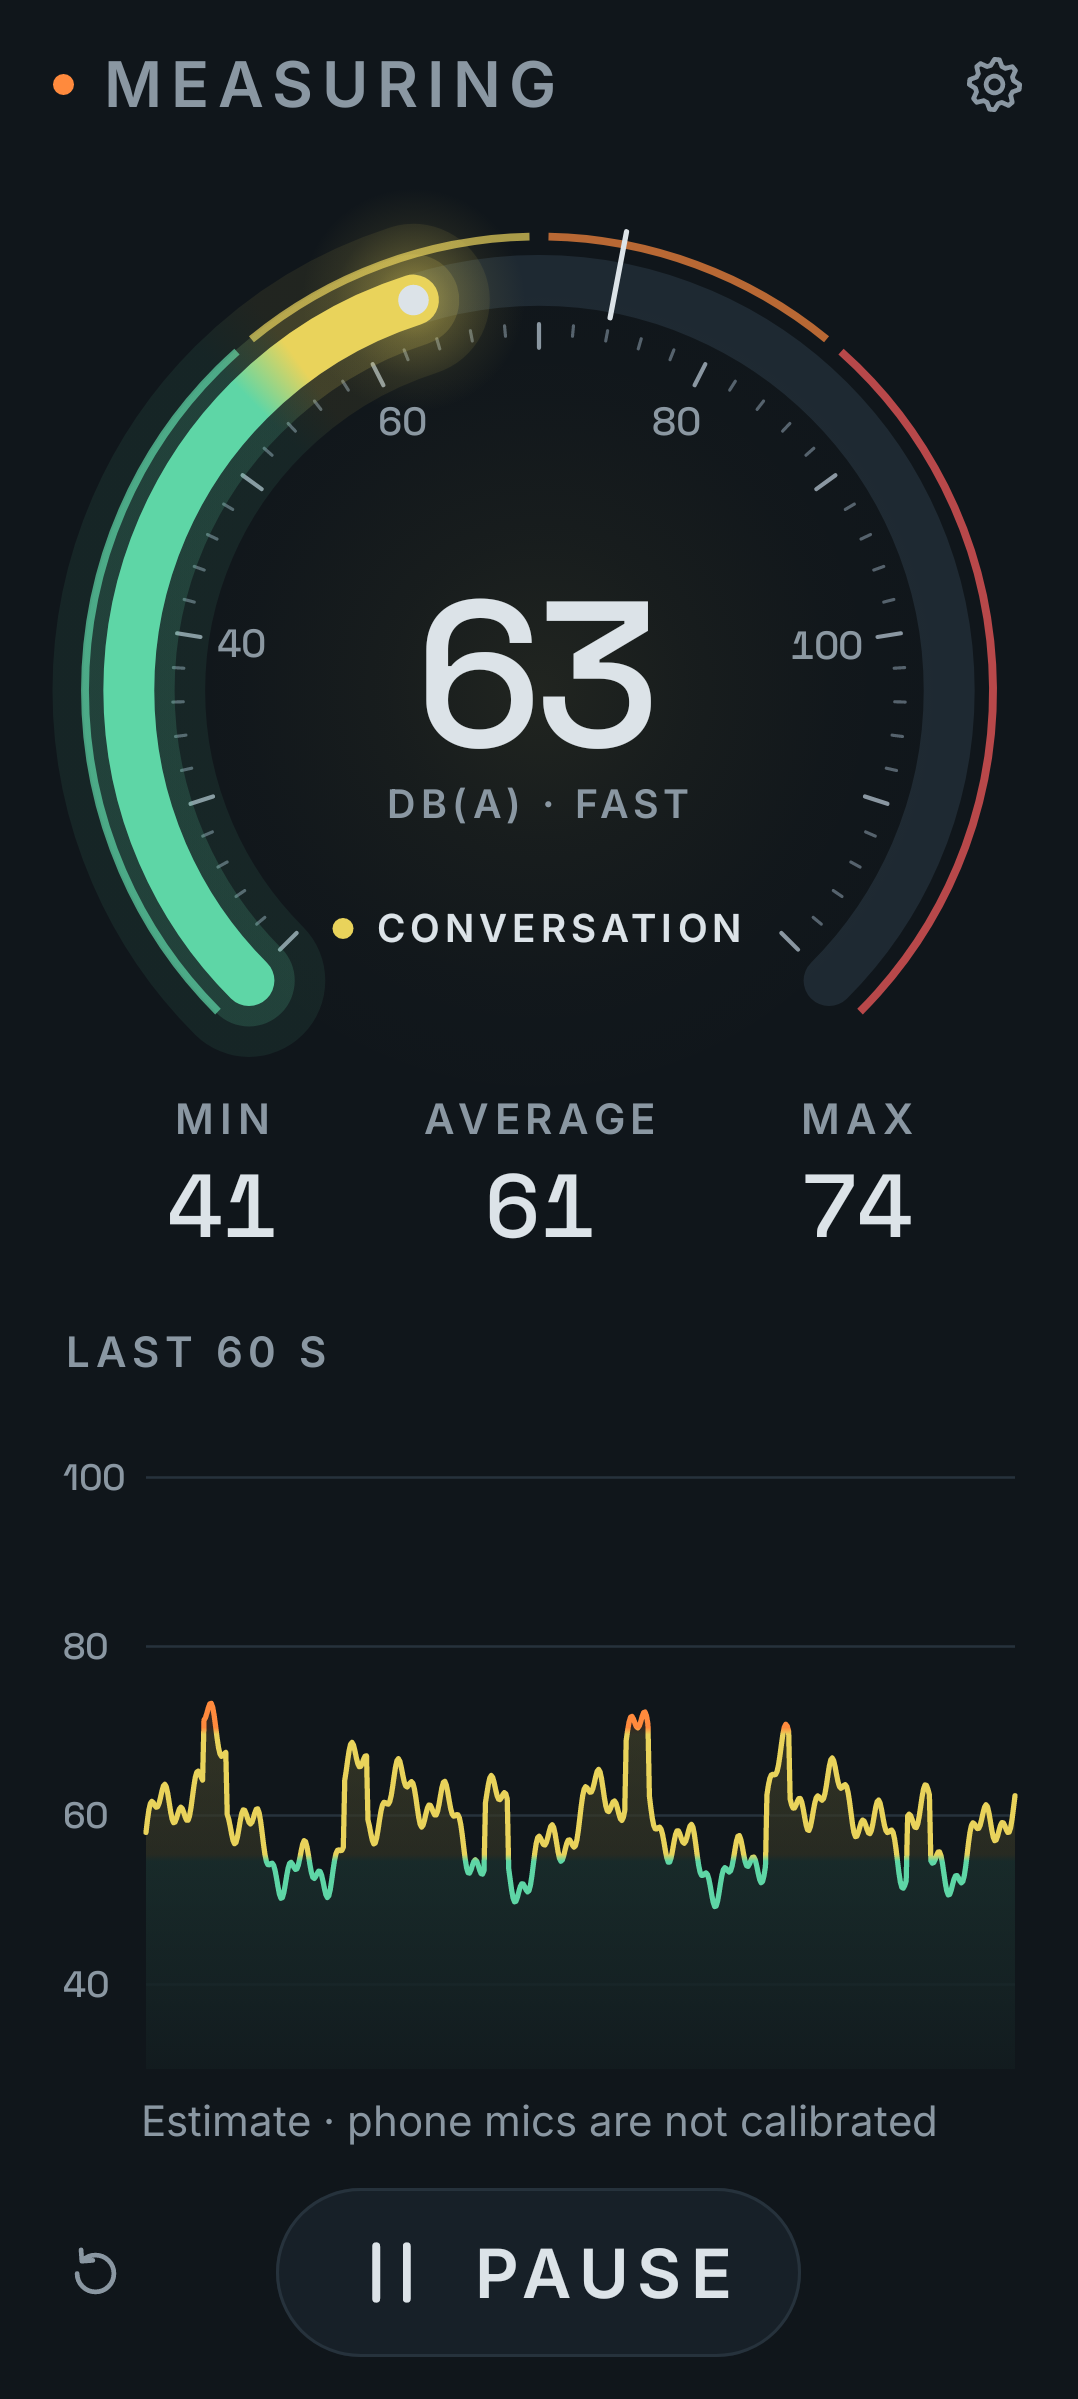 MEASURING
60 80
40 100
63
DB(A) · FAST
CONVERSATION
MIN AVERAGE MAX
41 61 74
LAST 60 S
100
80
60
40
Estimate · phone mics are not calibrated
PAUSE